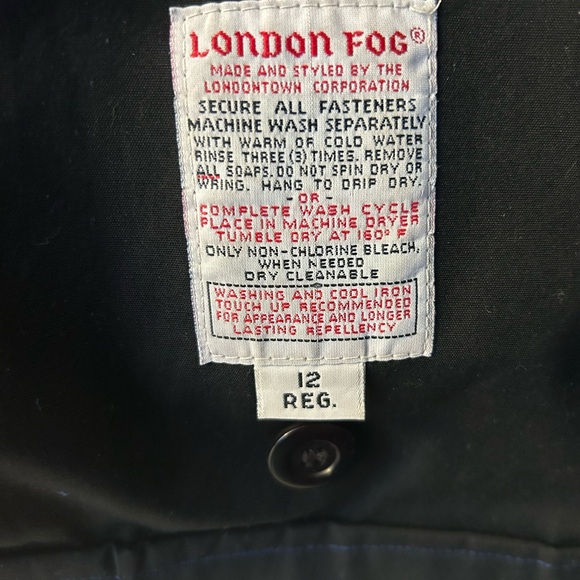 LONDON FOG®
MADE AND STYLED BY THE
LONDONTOWN CORPORATION
SECURE ALL FASTENERS
MACHINE WASH SEPARATELY
WITH WARM OF COLD WATER
RINSE THREE (3) TIMES. REMOVE
ALL SOAPS. DO NOT SPIN DRY OR
WRING. HANG TO DRIP DRY.
-OR-
COMPLETE WASH CYCLE
PLACE IN MACHINE DRYER
TUMBLE DRY AT 160° F
ONLY NON-CHLORINE BLEACH,
WHEN NEEDED
DRY CLEANABLE
WASHING AND COOL IRON
TOUCH UP RECOMMENDED
FOR APPEARANCE AND LONGER
LASTING REPELLENCY
12
REG.